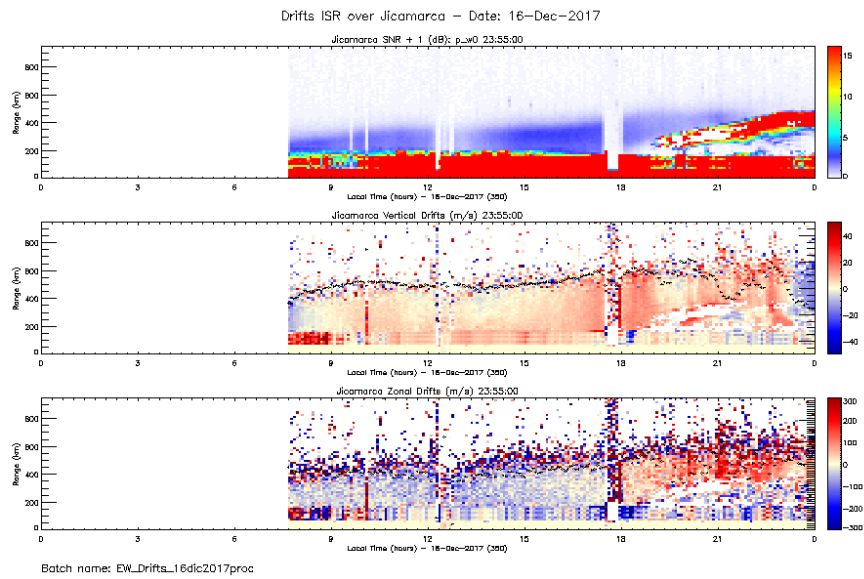 Drifts ISR over Jicamarca - Date: 16-Dec-2017
Jicamarca SNR + 1 (dB): p_w0 23:55:00
Range (km)
800
600
400
200
0
0 3 6 9 12 15 18 21 0
15
10
5
0
Local Time (hours) - 16-Dec-2017 (350)
Jicamarca Vertical Drifts (m/s) 23:55:00
Range (km)
800
600
400
200
0
0 3 6 9 12 15 18 21 0
40
20
0
-20
-40
Local Time (hours) - 16-Dec-2017 (350)
Jicamarca Zonal Drifts (m/s) 23:55:00
Range (km)
800
600
400
200
0
0 3 6 9 12 15 18 21 0
300
200
100
0
-100
-200
-300
Local Time (hours) - 16-Dec-2017 (350)
Batch name: EW_Drifts_16dic2017proc